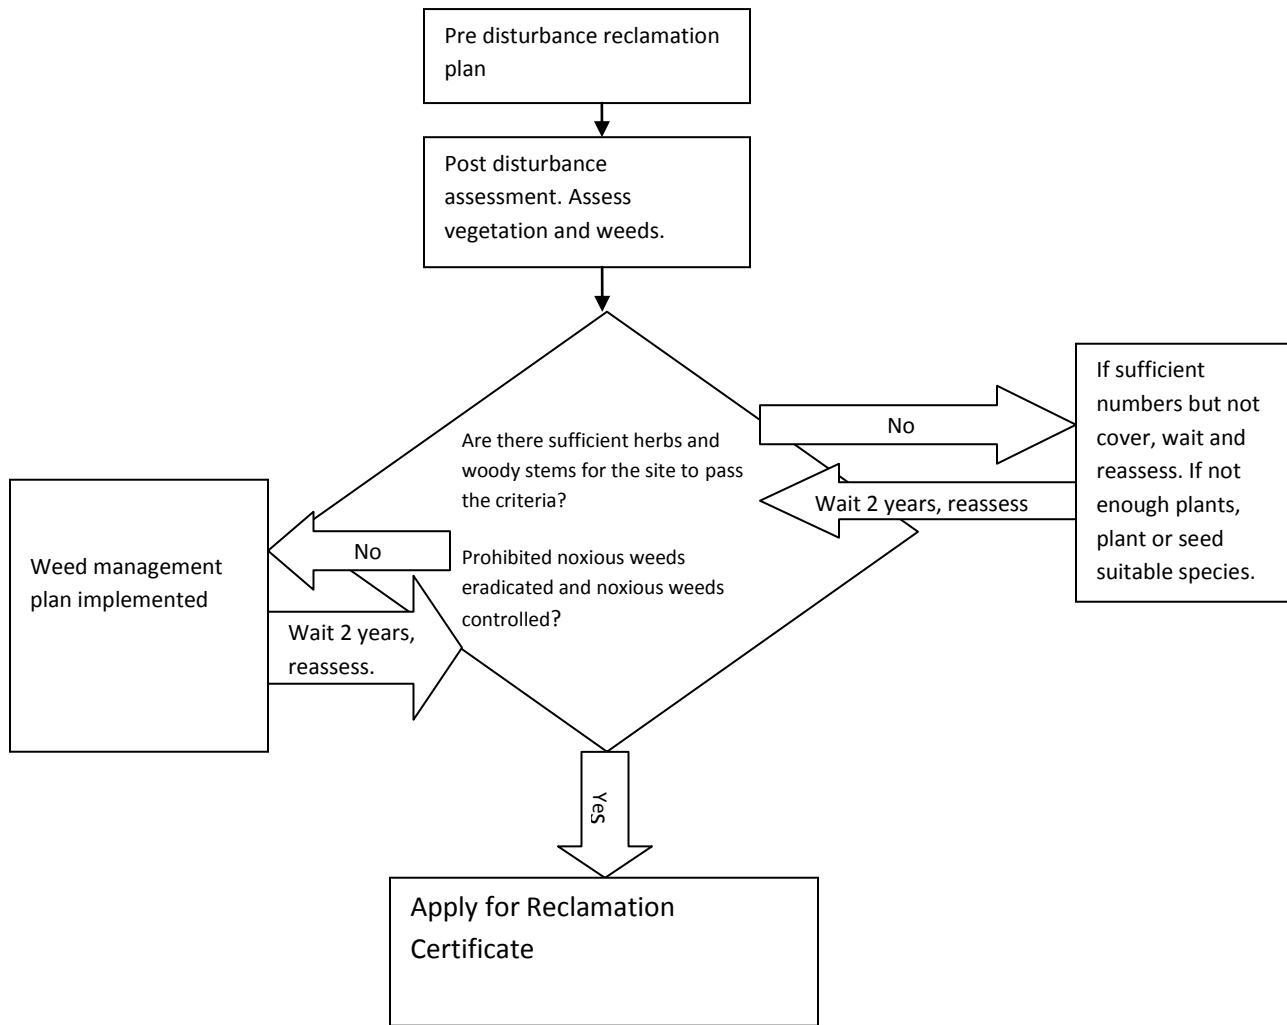 Pre disturbance reclamation
plan
Post disturbance
assessment. Assess
vegetation and weeds.
Are there sufficient herbs and
woody stems for the site to pass
the criteria?
No
Wait 2 years, reassess
If sufficient
numbers but not
cover, wait and
reassess. If not
enough plants,
plant or seed
suitable species.
Prohibited noxious weeds
eradicated and noxious weeds
controlled?
No
Weed management
plan implemented
Wait 2 years,
reassess.
Yes
Apply for Reclamation
Certificate